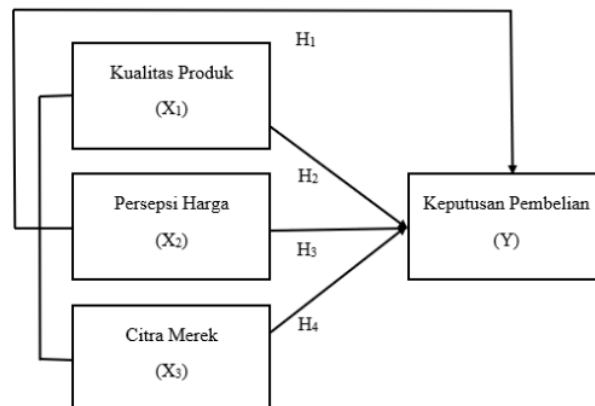 H₁
Kualitas Produk
(X₁)
H₂
Persepsi Harga
(X₂)
Keputusan Pembelian
(Y)
H₃
H₄
Citra Merek
(X₃)